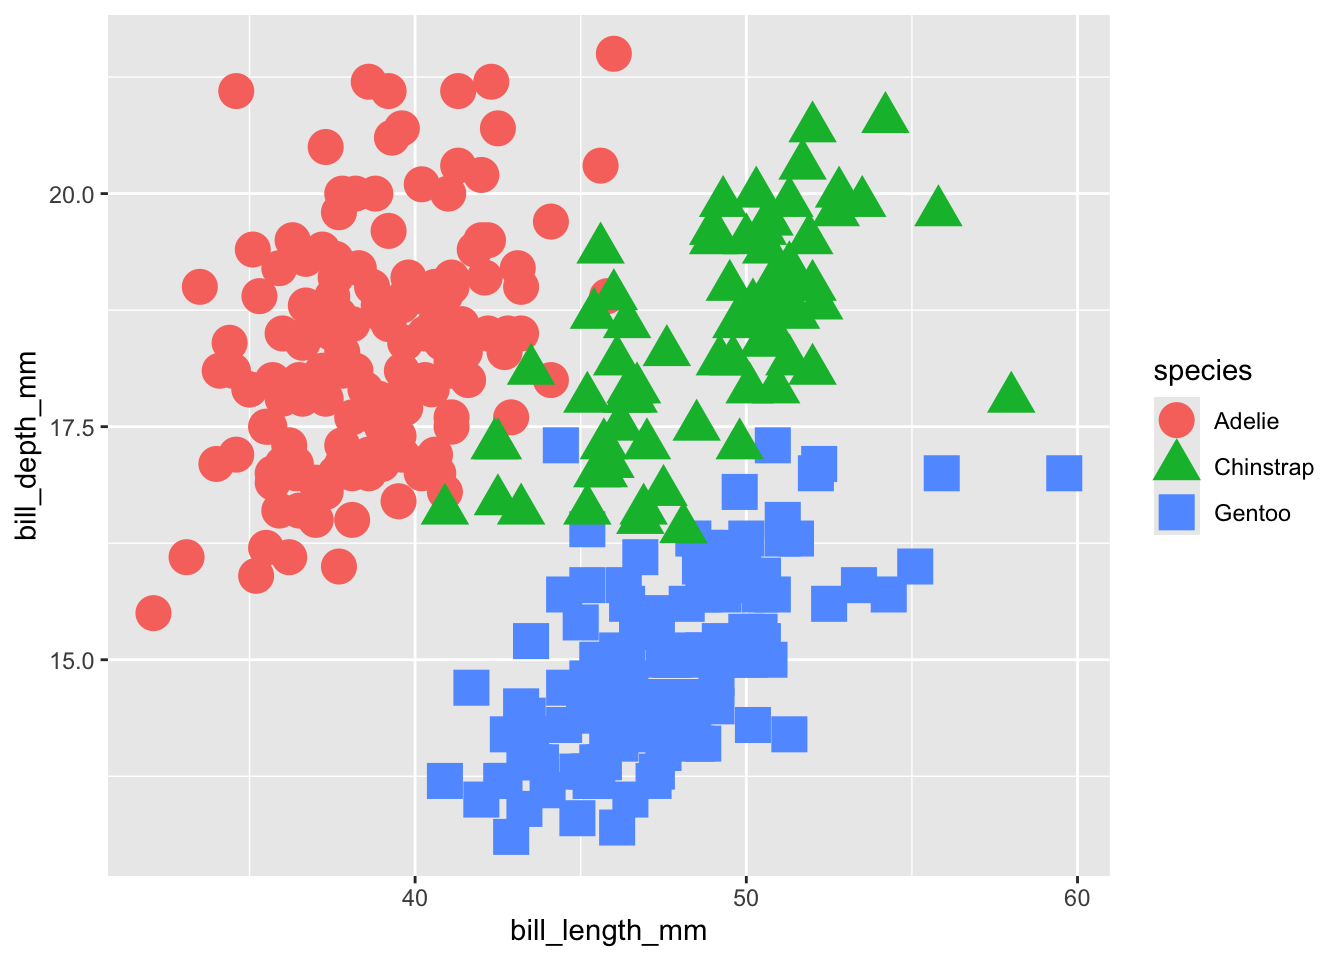 bill_depth_mm
20.0
17.5
15.0
40
50
60
bill_length_mm
species
Adelie
Chinstrap
Gentoo